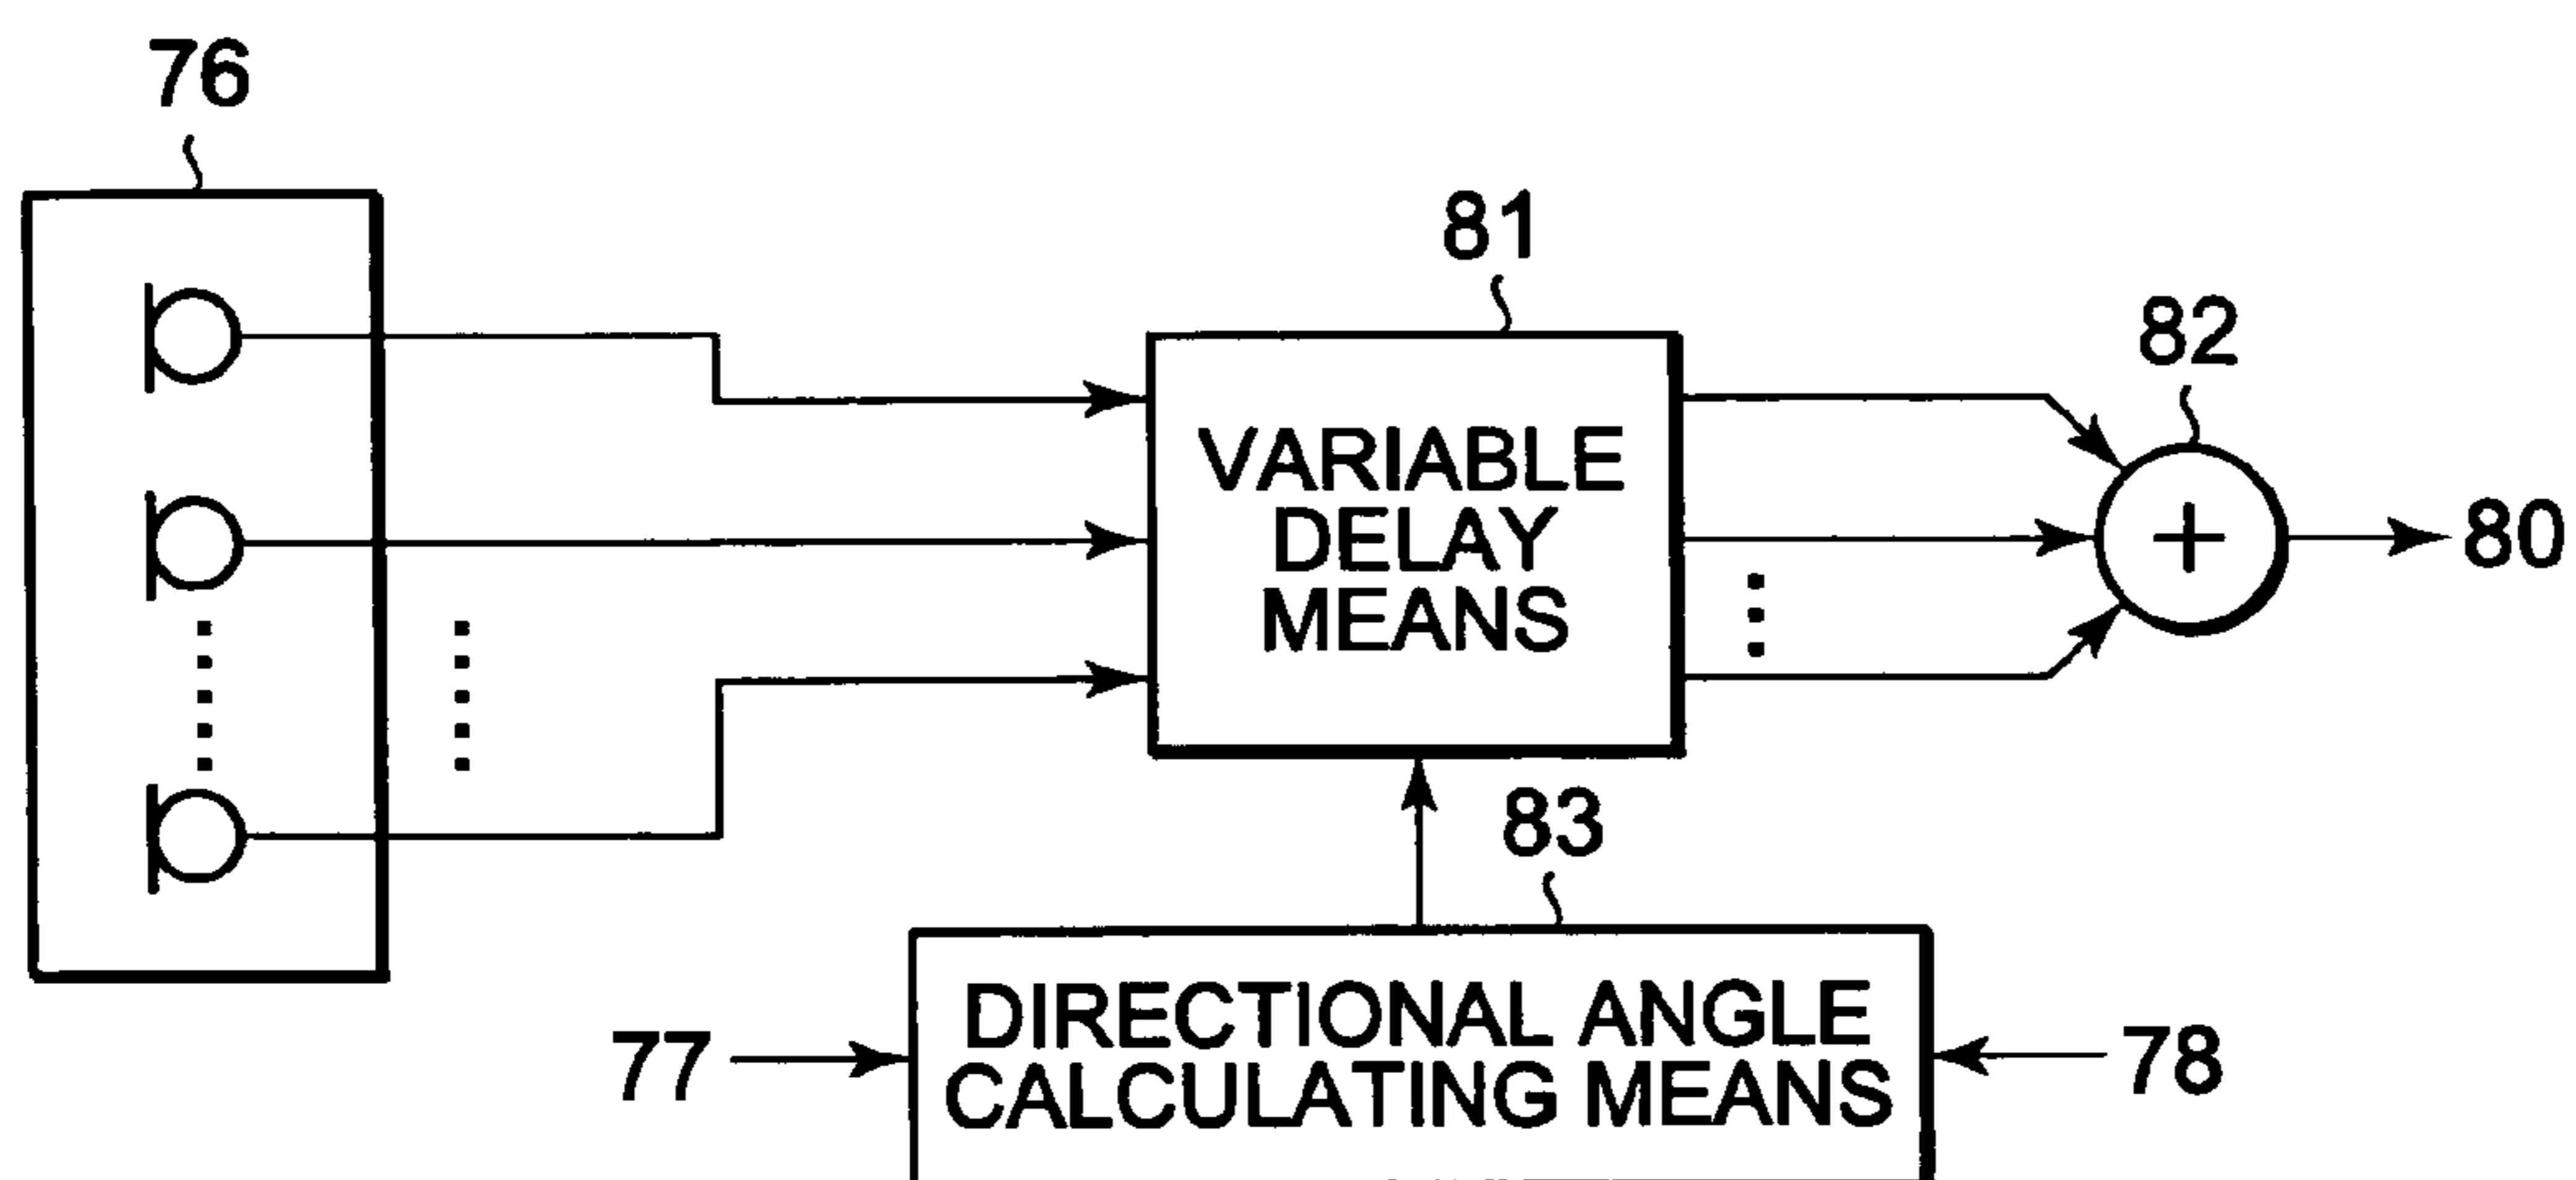 76
81
82
VARIABLE
DELAY
MEANS
80
83
DIRECTIONAL ANGLE
CALCULATING MEANS
77
78